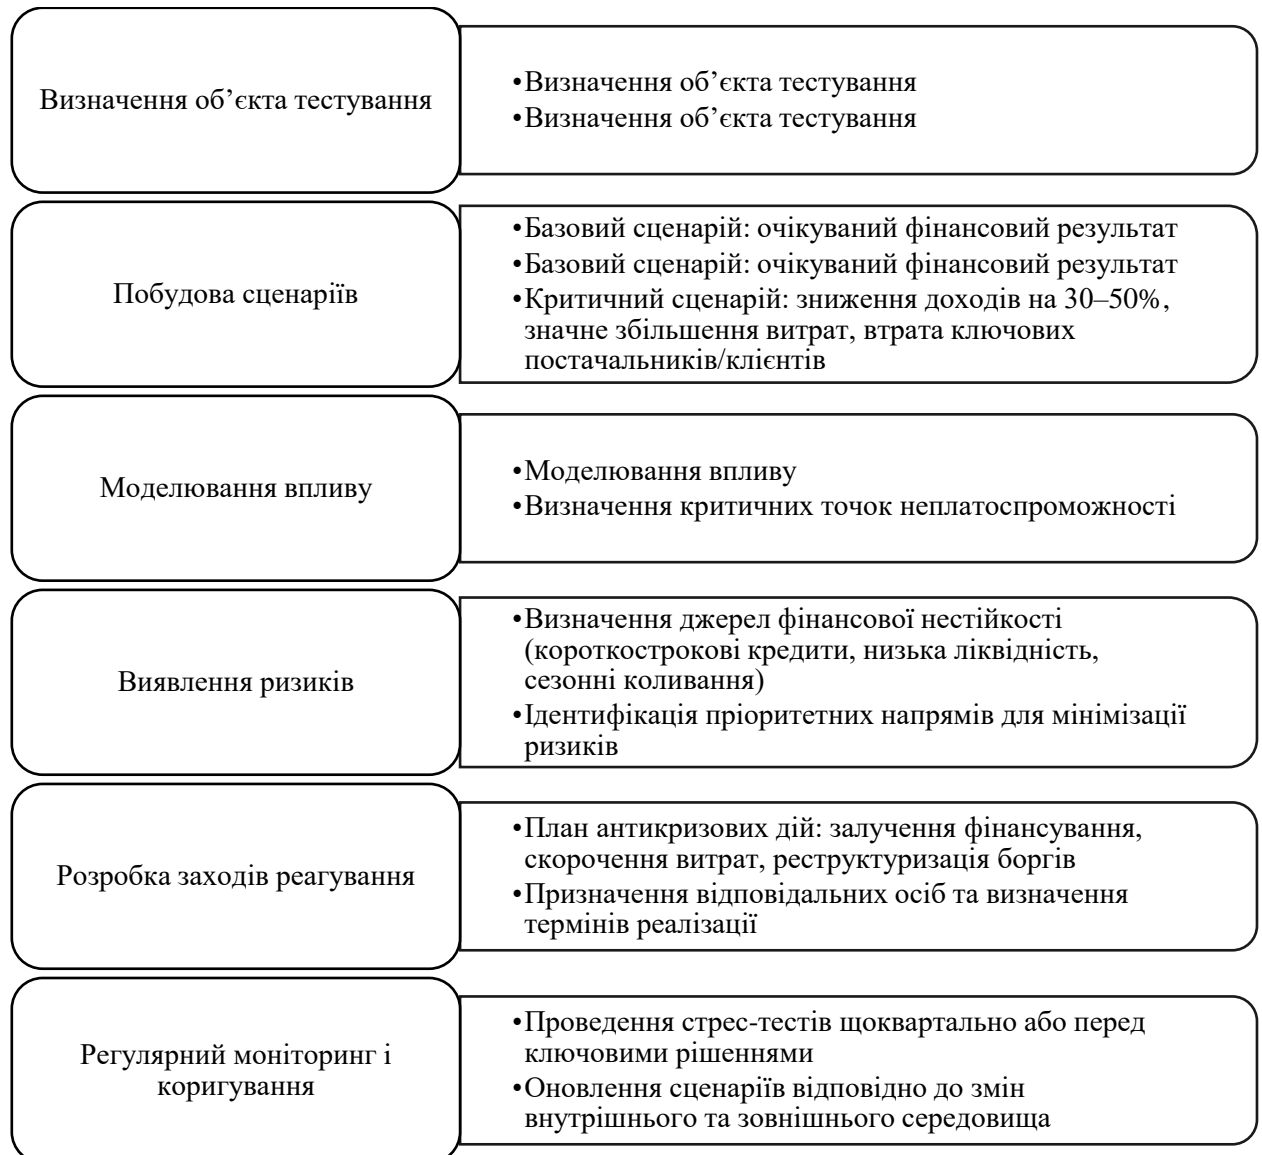 Визначення об’єкта тестування
•Визначення об’єкта тестування
•Визначення об’єкта тестування
Побудова сценаріїв
•Базовий сценарій: очікуваний фінансовий результат
•Базовий сценарій: очікуваний фінансовий результат
•Критичний сценарій: зниження доходів на 30–50%,
значне збільшення витрат, втрата ключових
постачальників/клієнтів
Моделювання впливу
•Моделювання впливу
•Визначення критичних точок неплатоспроможності
Виявлення ризиків
•Визначення джерел фінансової нестійкості
(короткострокові кредити, низька ліквідність,
сезонні коливання)
•Ідентифікація пріоритетних напрямів для мінімізації
ризиків
Розробка заходів реагування
•План антикризових дій: залучення фінансування,
скорочення витрат, реструктуризація боргів
•Призначення відповідальних осіб та визначення
термінів реалізації
Регулярний моніторинг і
коригування
•Проведення стрес-тестів щоквартально або перед
ключовими рішеннями
•Оновлення сценаріїв відповідно до змін
внутрішнього та зовнішнього середовища